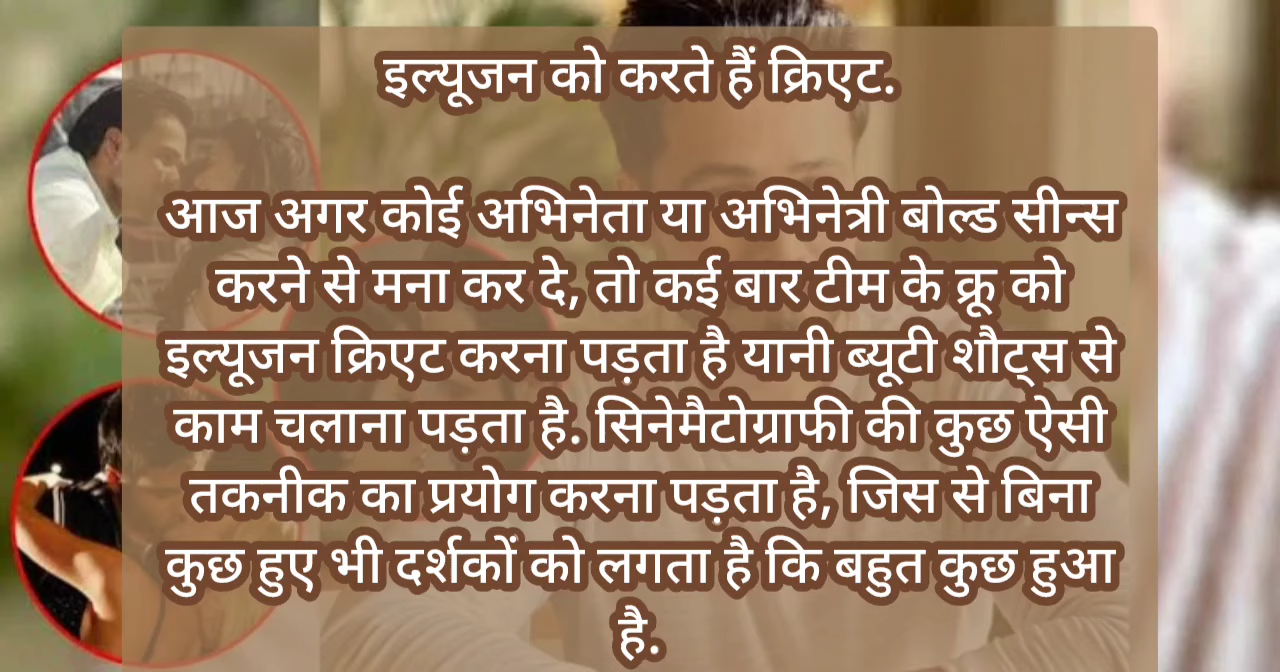 इल्यूजन को करते हैं क्रिएट.
आज अगर कोई अभिनेता या अभिनेत्री बोल्ड सीन्स
करने से मना कर दे, तो कई बार टीम के क्रू को
इल्यूजन क्रिएट करना पड़ता है यानी ब्यूटी शौट्स से
काम चलाना पड़ता है. सिनेमैटोग्राफी की कुछ ऐसी
तकनीक का प्रयोग करना पड़ता है, जिस से बिना
कुछ हुए भी दर्शकों को लगता है कि बहुत कुछ हुआ
है.